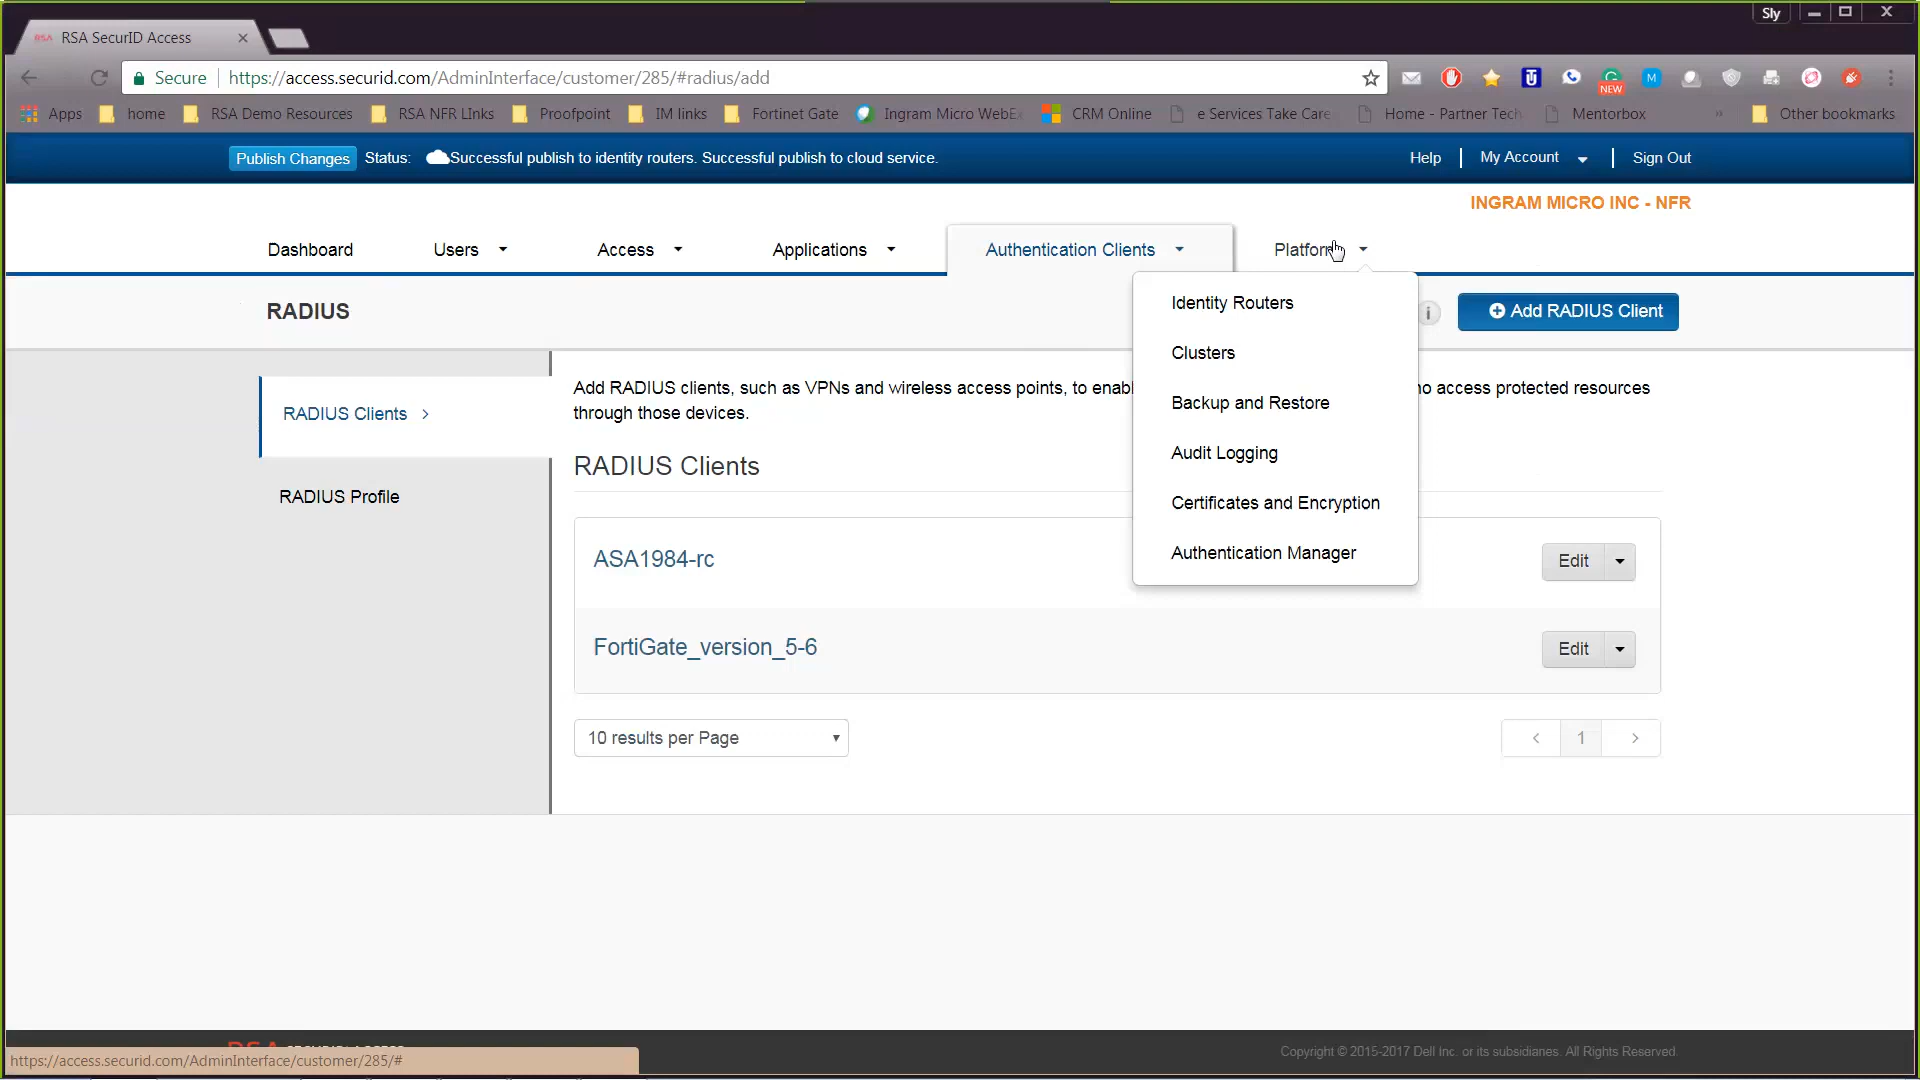 Sly
RSA SecurID Access
Secure https://access.securid.com/AdminInterface/customer/285/#radius/add
NEW
Apps home RSA Demo Resources RSA NFR LInks Proofpoint IM links Fortinet Gate Ingram Micro WebEx CRM Online e Services Take Care Home - Partner Tech Mentorbox » Other bookmarks
Publish Changes Status: Successful publish to identity routers. Successful publish to cloud service. Help My Account Sign Out
INGRAM MICRO INC - NFR
Dashboard Users Access Applications Authentication Clients Platform
RADIUS
Add RADIUS Client
Identity Routers
Clusters
Backup and Restore
Audit Logging
Certificates and Encryption
Authentication Manager
RADIUS Clients
RADIUS Profile
Add RADIUS clients, such as VPNs and wireless access points, to enabl ho access protected resources
through those devices.
RADIUS Clients
ASA1984-rc Edit
FortiGate_version_5-6 Edit
10 results per Page < 1 >
https://access.securid.com/AdminInterface/customer/285/#
Copyright © 2015-2017 Dell Inc. or its subsidiaries. All Rights Reserved.